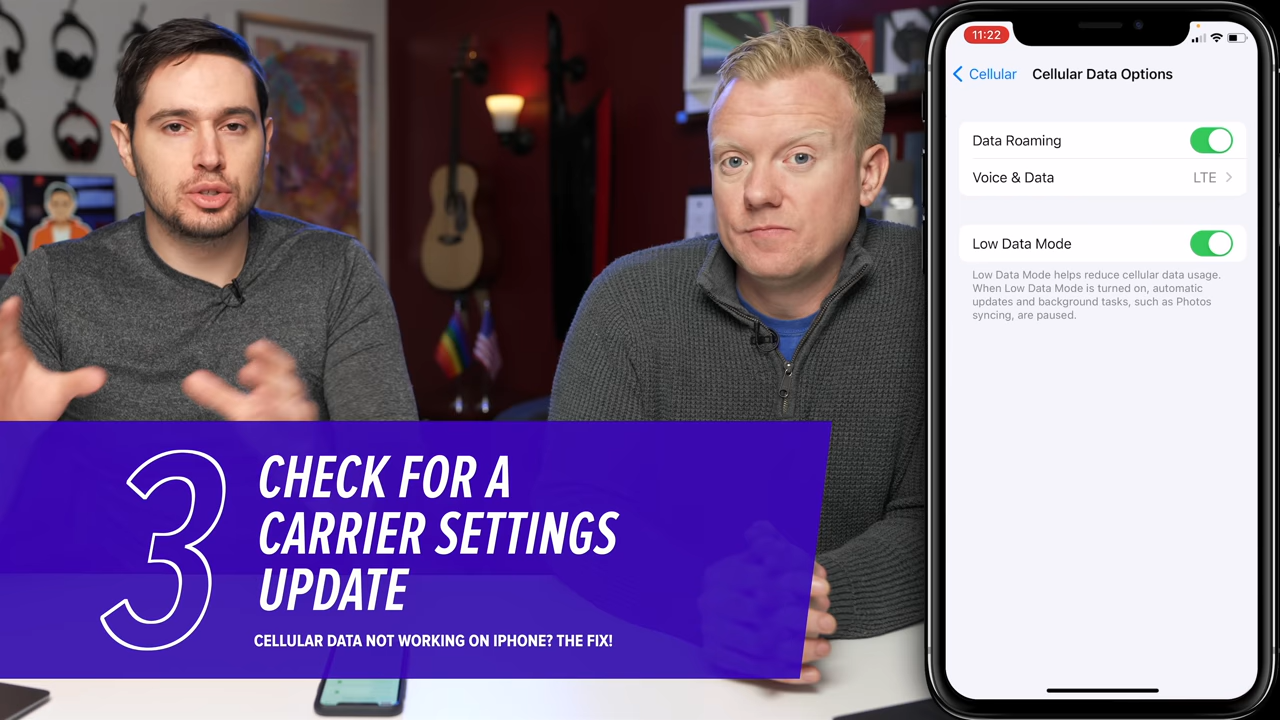 3
CHECK FOR A
CARRIER SETTINGS
UPDATE
CELLULAR DATA NOT WORKING ON IPHONE? THE FIX!
11:22
Cellular
Cellular Data Options
Data Roaming
Voice & Data
LTE
Low Data Mode
Low Data Mode helps reduce cellular data usage.
When Low Data Mode is turned on, automatic
updates and background tasks, such as Photos
syncing, are paused.